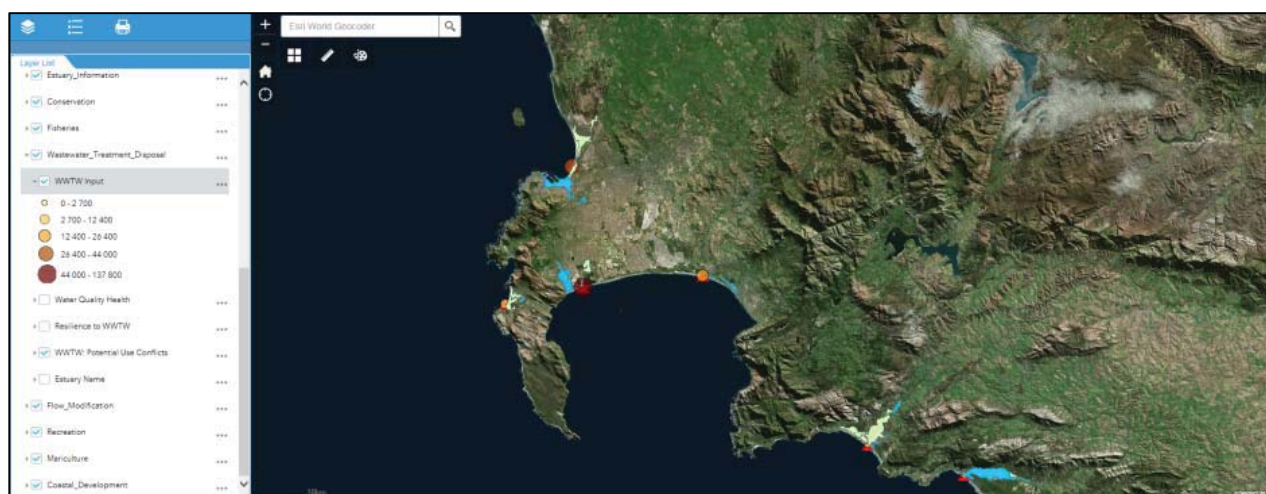 Esri World Geocoder
Layer List
Estuary_Information
Conservation
Fisheries
Wastewater_Treatment_Disposal
WWTW Input
0 - 2 700
2 700 - 12 400
12 400 - 26 400
26 400 - 44 000
44 000 - 137 800
Water Quality Health
Resilience to WWTW
WWTW: Potential Use Conflicts
Estuary Name
Flow_Modification
Recreation
Mariculture
Coastal_Development